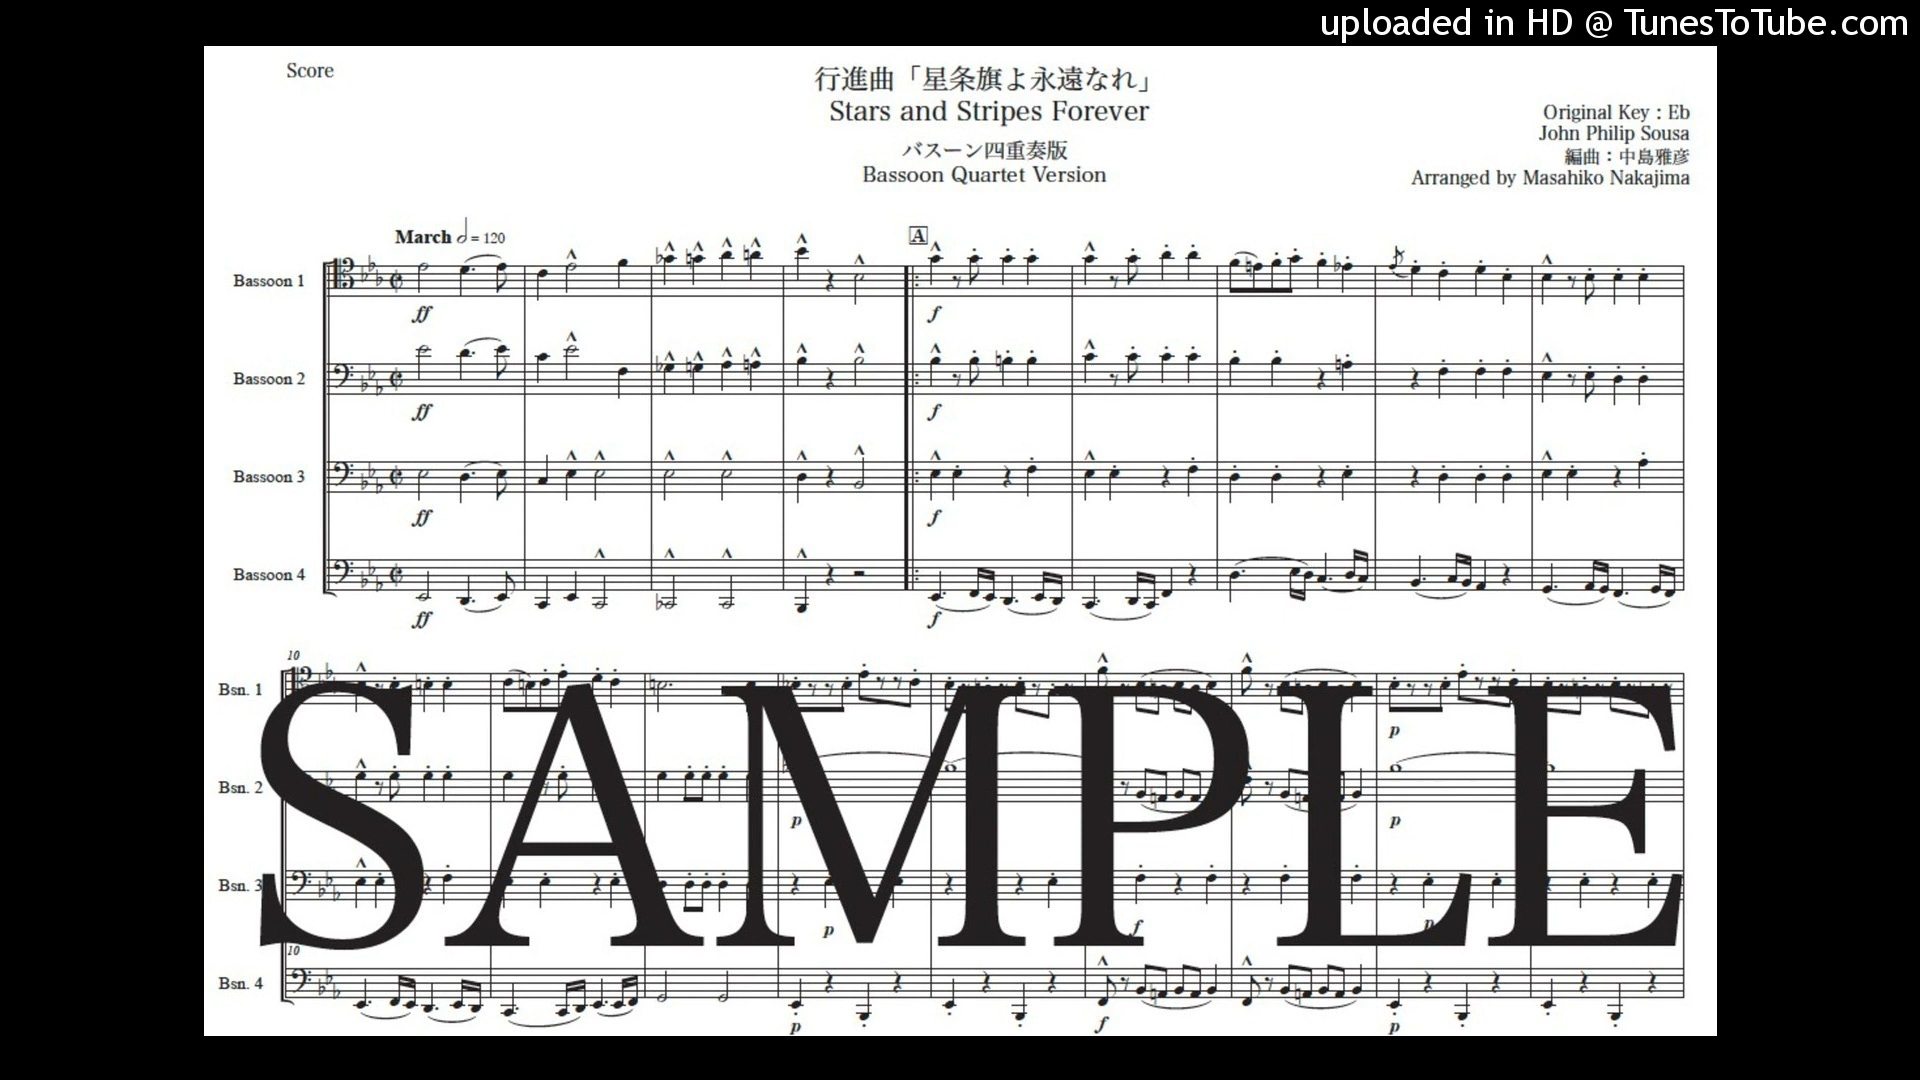 uploaded in HD @ TunesToTube.com
Score
行進曲「星条旗よ永遠なれ」
Stars and Stripes Forever
バスーン四重奏版
Bassoon Quartet Version
Original Key : Eb
John Philip Sousa
編曲：中島雅彦
Arranged by Masahiko Nakajima
March = 120
A
Bassoon 1
ff
f
Bassoon 2
ff
f
Bassoon 3
ff
f
Bassoon 4
ff
f
10
Bsn. 1
p
Bsn. 2
p
p
Bsn. 3
p
f
p
10
Bsn. 4
p
f
p
SAMPLE